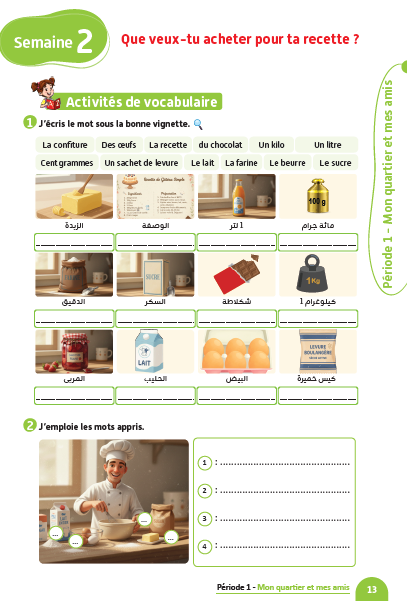 Semaine 2
Que veux-tu acheter pour ta recette ?
Activités de vocabulaire
1 J'écris le mot sous la bonne vignette.
La confiture Des œufs La recette du chocolat Un kilo Un litre
Cent grammes Un sachet de levure Le lait La farine Le beurre Le sucre
100 g
الزبدة الوصفة 1 لتر مائة جرام
1Kg
الدقيق السكر شكلاطة كيلوغرام 1
LAIT
LEVURE
BOULANGÈRE
المربى الحليب البيض كيس خميرة
2 J'emploie les mots appris.
1 : ............................................
2 : ............................................
3 : ............................................
4 : ............................................
Période 1 - Mon quartier et mes amis
Période 1 - Mon quartier et mes amis 13